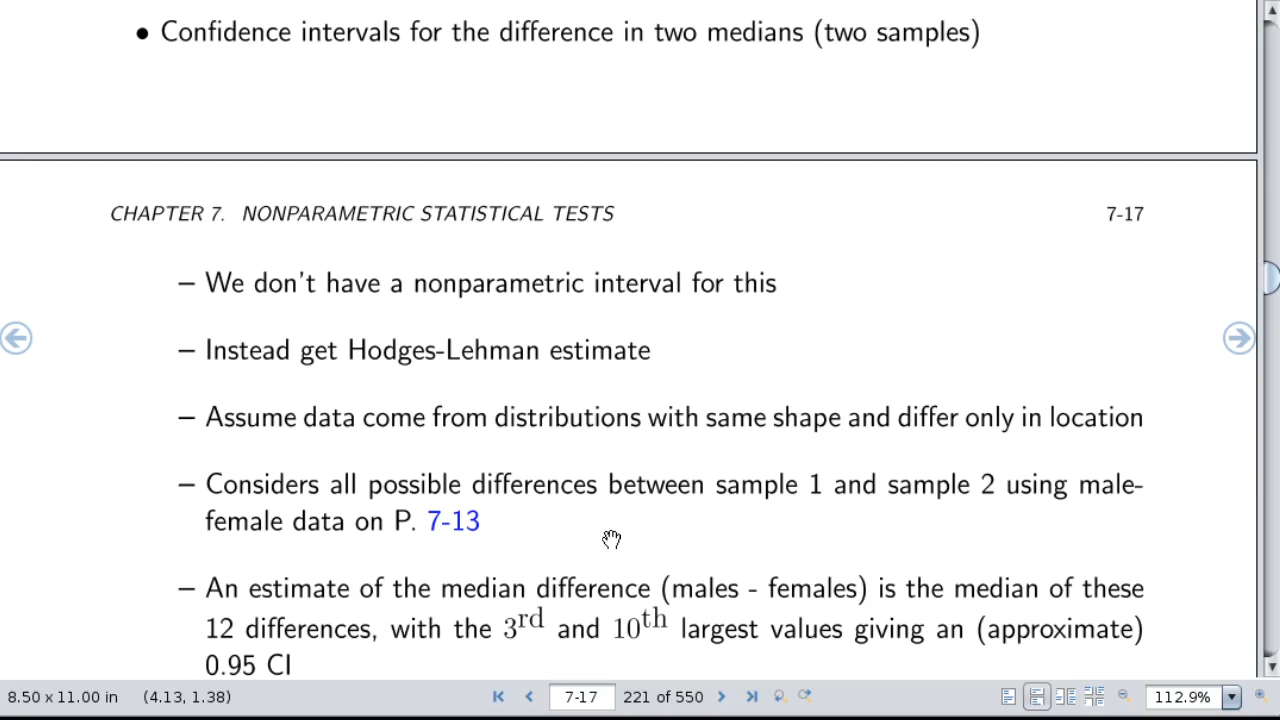 • Confidence intervals for the difference in two medians (two samples)
CHAPTER 7. NONPARAMETRIC STATISTICAL TESTS 7-17
– We don't have a nonparametric interval for this
– Instead get Hodges-Lehman estimate
– Assume data come from distributions with same shape and differ only in location
– Considers all possible differences between sample 1 and sample 2 using male-
female data on P. 7-13
– An estimate of the median difference (males - females) is the median of these
12 differences, with the 3rd and 10th largest values giving an (approximate)
0.95 CI
8.50 x 11.00 in (4.13, 1.38) 7-17 221 of 550 112.9%